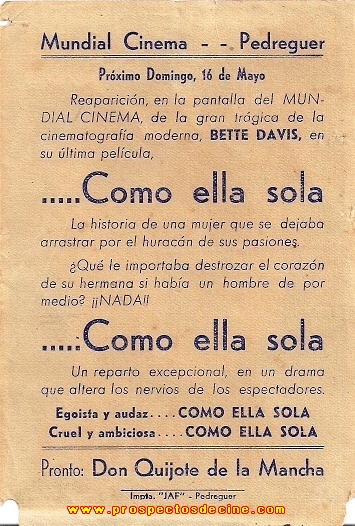 Mundial Cinema - - Pedreguer
Próximo Domingo, 16 de Mayo
Reaparición, en la pantalla del MUN-
DIAL CINEMA, de la gran trágica de la
cinematografía moderna, BETTE DAVIS, en
su última película,
.....Como ella sola
La historia de una mujer que se dejaba
arrastrar por el huracán de sus pasiones.
¿Qué le importaba destrozar el corazón
de su hermana si había un hombre de por
medio? ¡¡NADA!!
.....Como ella sola
Un reparto excepcional, en un drama
que altera los nervios de los espectadores.
Egoista y audaz....COMO ELLA SOLA
Cruel y ambiciosa....COMO ELLA SOLA
Pronto: Don Quijote de la Mancha
Impta. "JAF" - Pedreguer
www.prospectosdecine.com